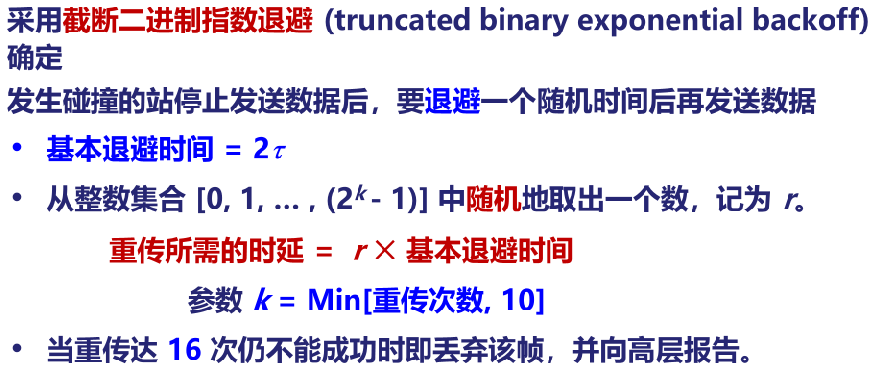 采用截断二进制指数退避 (truncated binary exponential backoff)
确定
发生碰撞的站停止发送数据后，要退避一个随机时间后再发送数据
• 基本退避时间 = 2τ
• 从整数集合 [0, 1, … , (2ᵏ - 1)] 中随机地取出一个数，记为 r。
重传所需的时延 = r × 基本退避时间
参数 k = Min[重传次数, 10]
• 当重传达 16 次仍不能成功时即丢弃该帧，并向高层报告。